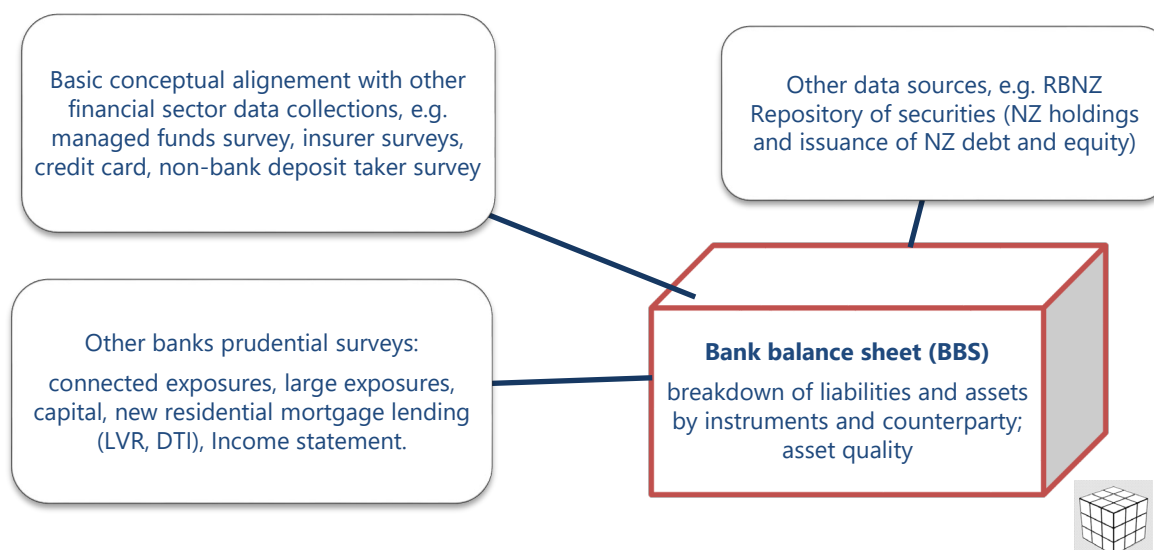 Basic conceptual alignement with other
financial sector data collections, e.g.
managed funds survey, insurer surveys,
credit card, non-bank deposit taker survey
Other data sources, e.g. RBNZ
Repository of securities (NZ holdings
and issuance of NZ debt and equity)
Other banks prudential surveys:
connected exposures, large exposures,
capital, new residential mortgage lending
(LVR, DTI), Income statement.
Bank balance sheet (BBS)
breakdown of liabilities and assets
by instruments and counterparty;
asset quality